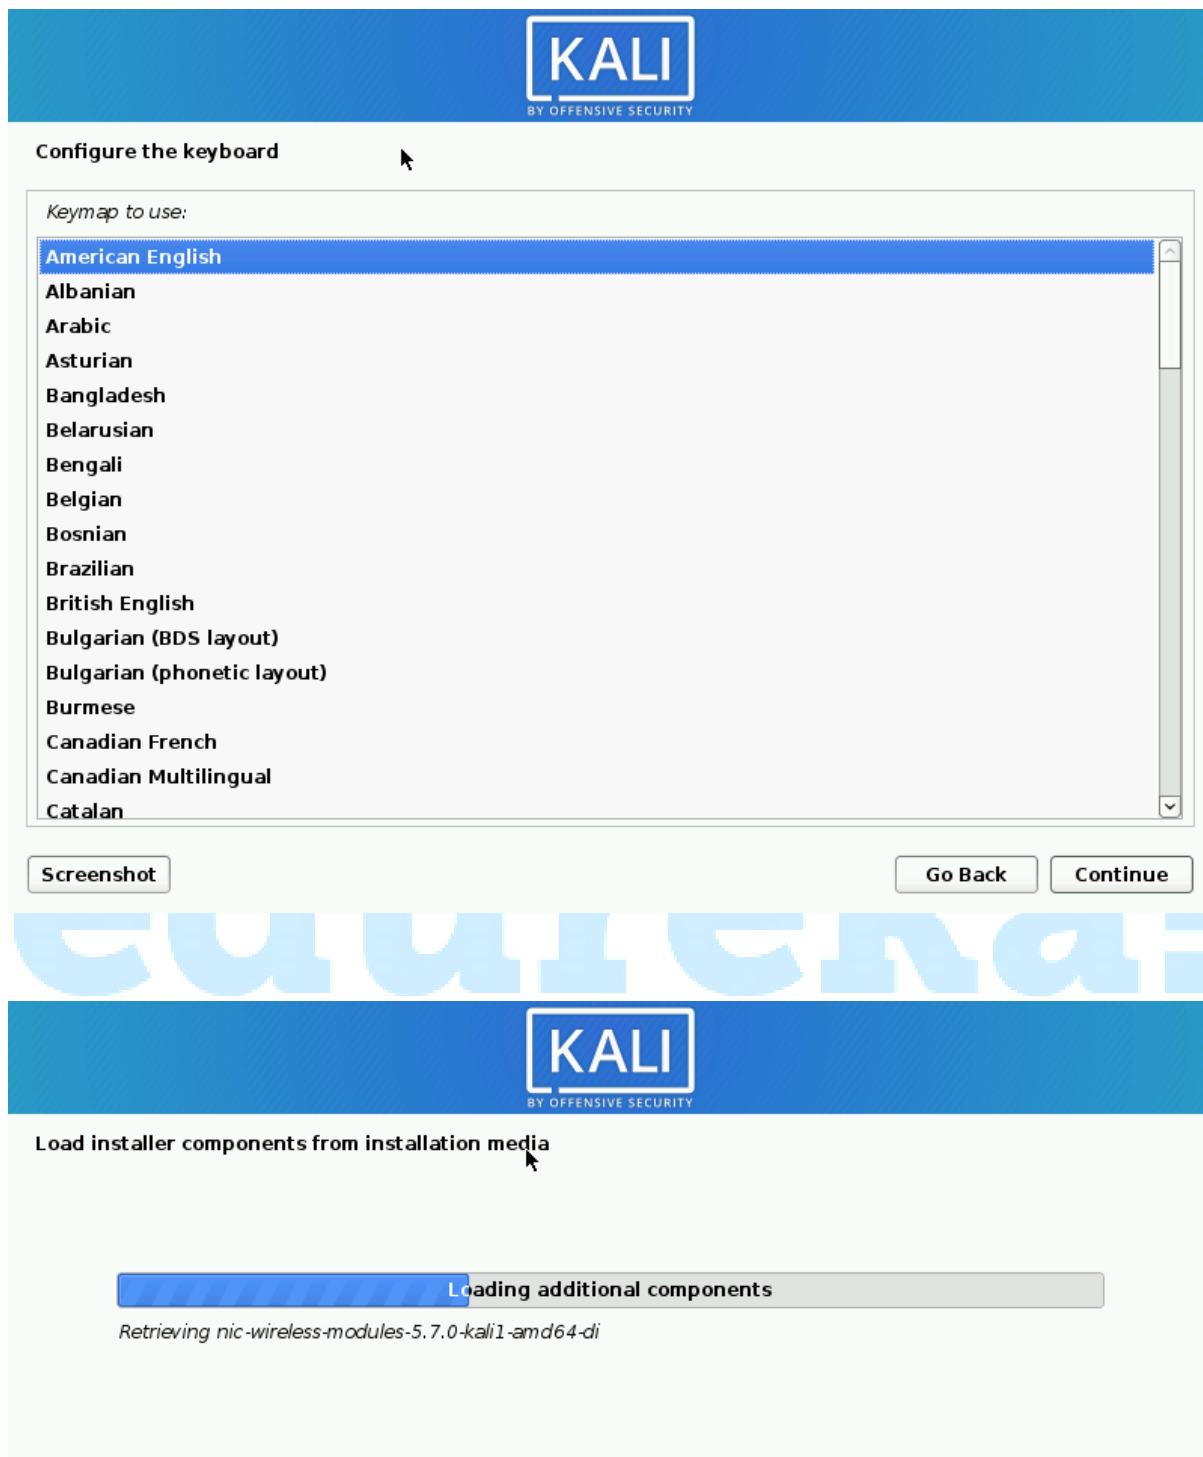 KALI
BY OFFENSIVE SECURITY
Configure the keyboard
Keymap to use:
American English
Albanian
Arabic
Asturian
Bangladesh
Belarusian
Bengali
Belgian
Bosnian
Brazilian
British English
Bulgarian (BDS layout)
Bulgarian (phonetic layout)
Burmese
Canadian French
Canadian Multilingual
Catalan
Screenshot
Go Back
Continue
edureka!
KALI
BY OFFENSIVE SECURITY
Load installer components from installation media
Loading additional components
Retrieving nic-wireless-modules-5.7.0-kali1-amd64-di